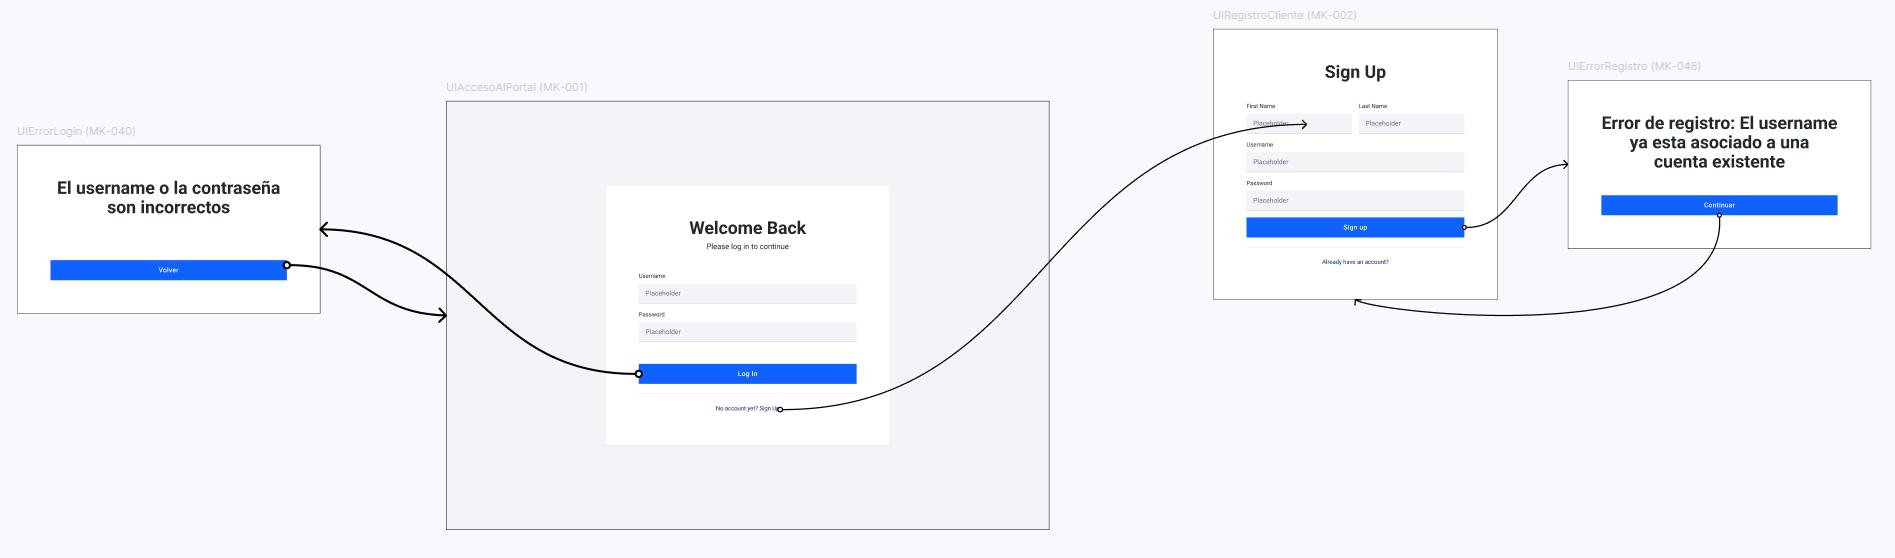 UIErrorLogin (MK-040)
El username o la contraseña
son incorrectos
Volver
UIAccesoAlPortal (MK-001)
Welcome Back
Please log in to continue
Username
Placeholder
Password
Placeholder
Log In
No account yet? Sign Up
UIRegistroCliente (MK-002)
Sign Up
First Name
Last Name
Placeholder
Placeholder
Username
Placeholder
Password
Placeholder
Sign up
Already have an account?
UIErrorRegistro (MK-048)
Error de registro: El username
ya esta asociado a una
cuenta existente
Continuar